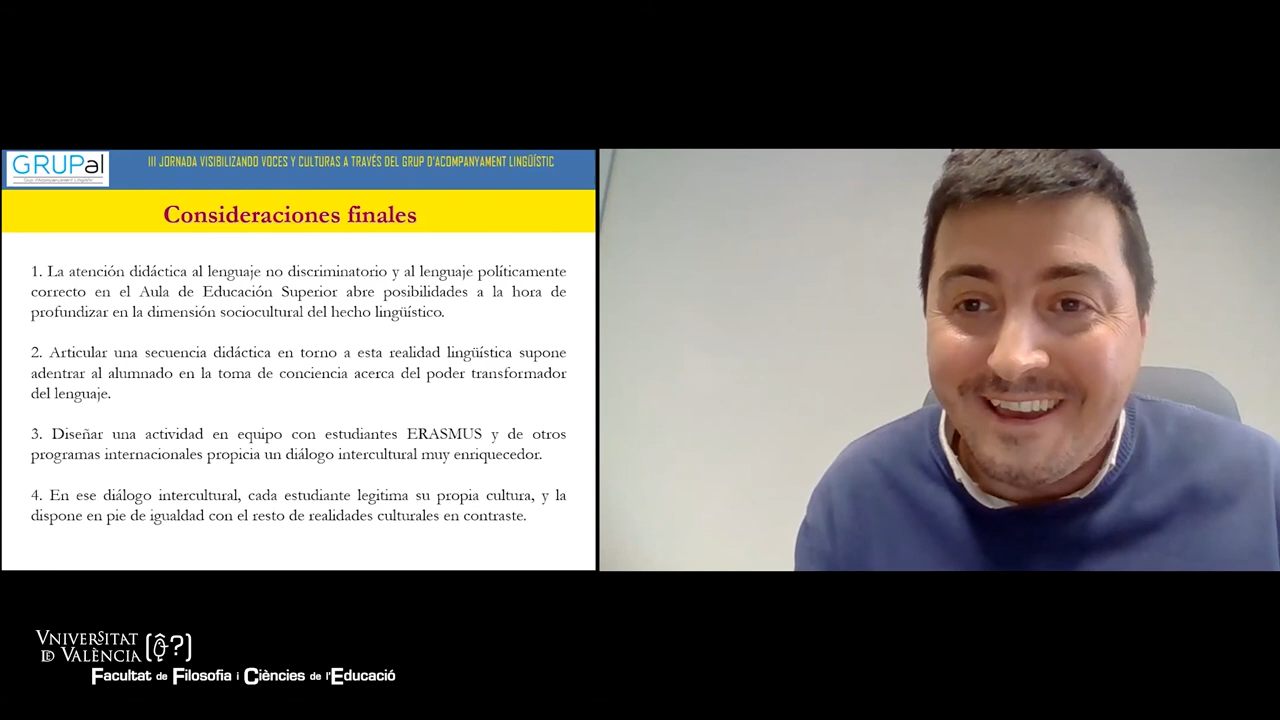 GRUPal
Grup d'Acompanyament Lingüístic
III JORNADA VISIBILIZANDO VOCES Y CULTURAS A TRAVÉS DEL GRUP D'ACOMPANYAMENT LINGÜÍSTIC
Consideraciones finales
1. La atención didáctica al lenguaje no discriminatorio y al lenguaje políticamente
correcto en el Aula de Educación Superior abre posibilidades a la hora de
profundizar en la dimensión sociocultural del hecho lingüístico.
2. Articular una secuencia didáctica en torno a esta realidad lingüística supone
adentrar al alumnado en la toma de conciencia acerca del poder transformador
del lenguaje.
3. Diseñar una actividad en equipo con estudiantes ERASMUS y de otros
programas internacionales propicia un diálogo intercultural muy enriquecedor.
4. En ese diálogo intercultural, cada estudiante legitima su propia cultura, y la
dispone en pie de igualdad con el resto de realidades culturales en contraste.
VNIVERSITAT
DE VALÈNCIA
Facultat de Filosofia i Ciències de l'Educació